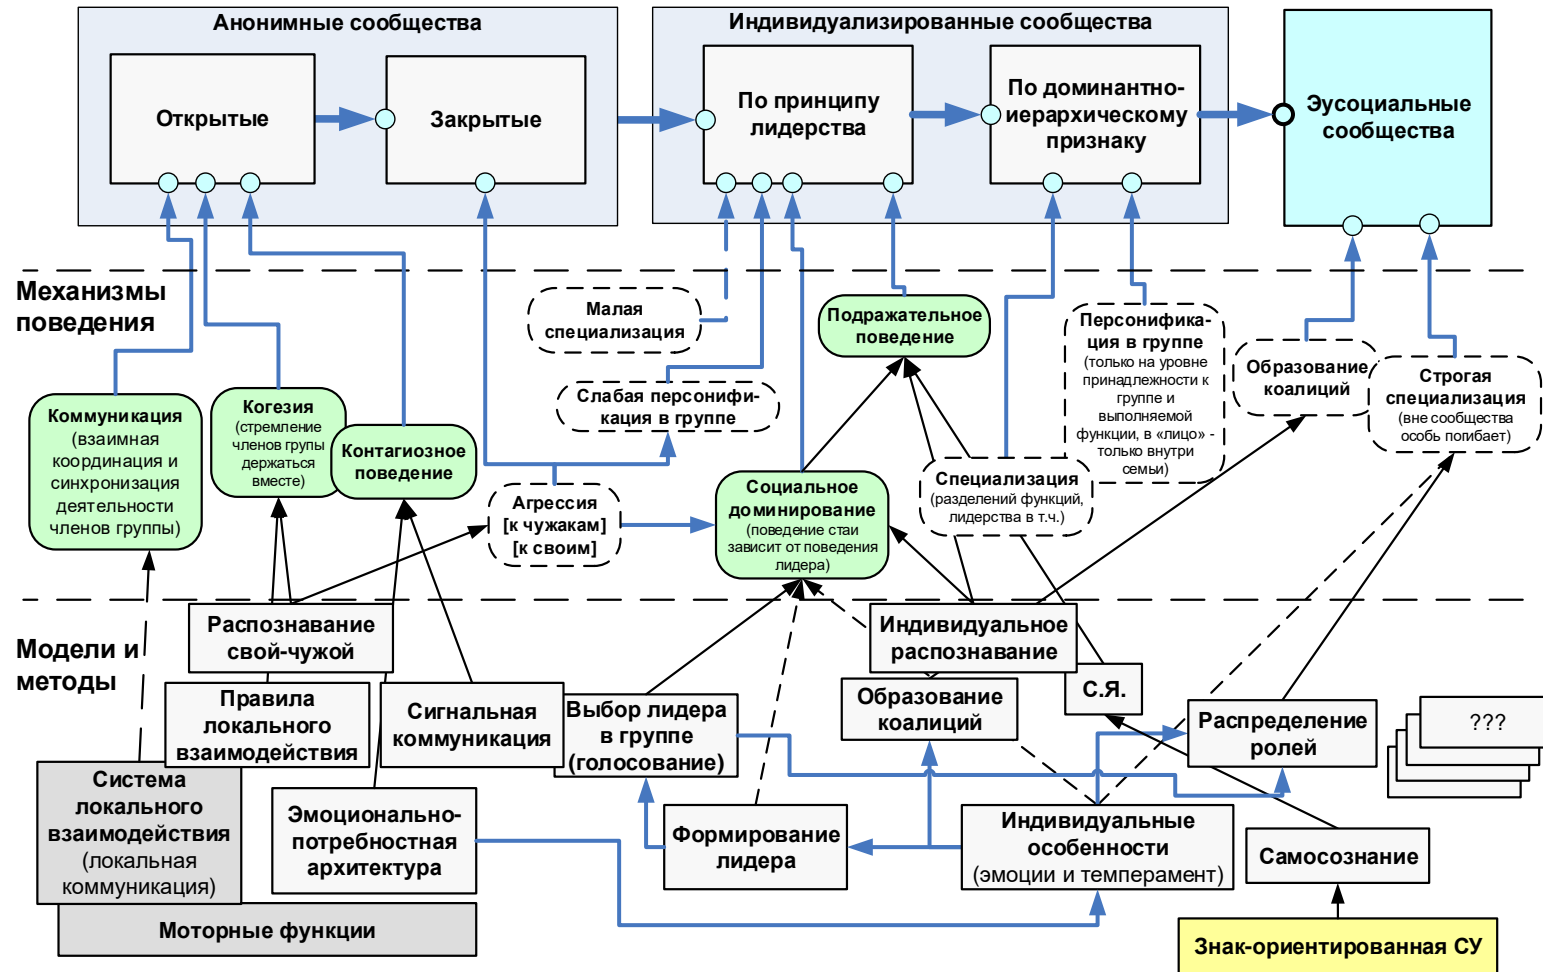 Анонимные сообщества
Индивидуализированные сообщества
Открытые
Закрытые
По принципу
лидерства
По доминантно-
иерархическому
признаку
Эусоциальные
сообщества
Механизмы
поведения
Малая
специализация
Подражательное
поведение
Персонифика-
ция в группе
(только на уровне
принадлежности к
группе и
выполняемой
функции, в «лицо» -
только внутри
семьи)
Образование
коалиций
Строгая
специализация
(вне сообщества
особь погибает)
Слабая персонифи-
кация в группе
Коммуникация
(взаимная
координация и
синхронизация
деятельности
членов группы)
Когезия
(стремление
членов групы
держаться
вместе)
Контагиозное
поведение
Агрессия
[к чужакам]
[к своим]
Социальное
доминирование
(поведение стаи
зависит от поведения
лидера)
Специализация
(разделений функций,
лидерства в т.ч.)
Модели и
методы
Распознавание
свой-чужой
Правила
локального
взаимодействия
Сигнальная
коммуникация
Выбор лидера
в группе
(голосование)
Индивидуальное
распознавание
Образование
коалиций
С.Я.
Распределение
ролей
???
Система
локального
взаимодействия
(локальная
коммуникация)
Эмоционально-
потребностная
архитектура
Формирование
лидера
Индивидуальные
особенности
(эмоции и темперамент)
Самосознание
Моторные функции
Знак-ориентированная СУ